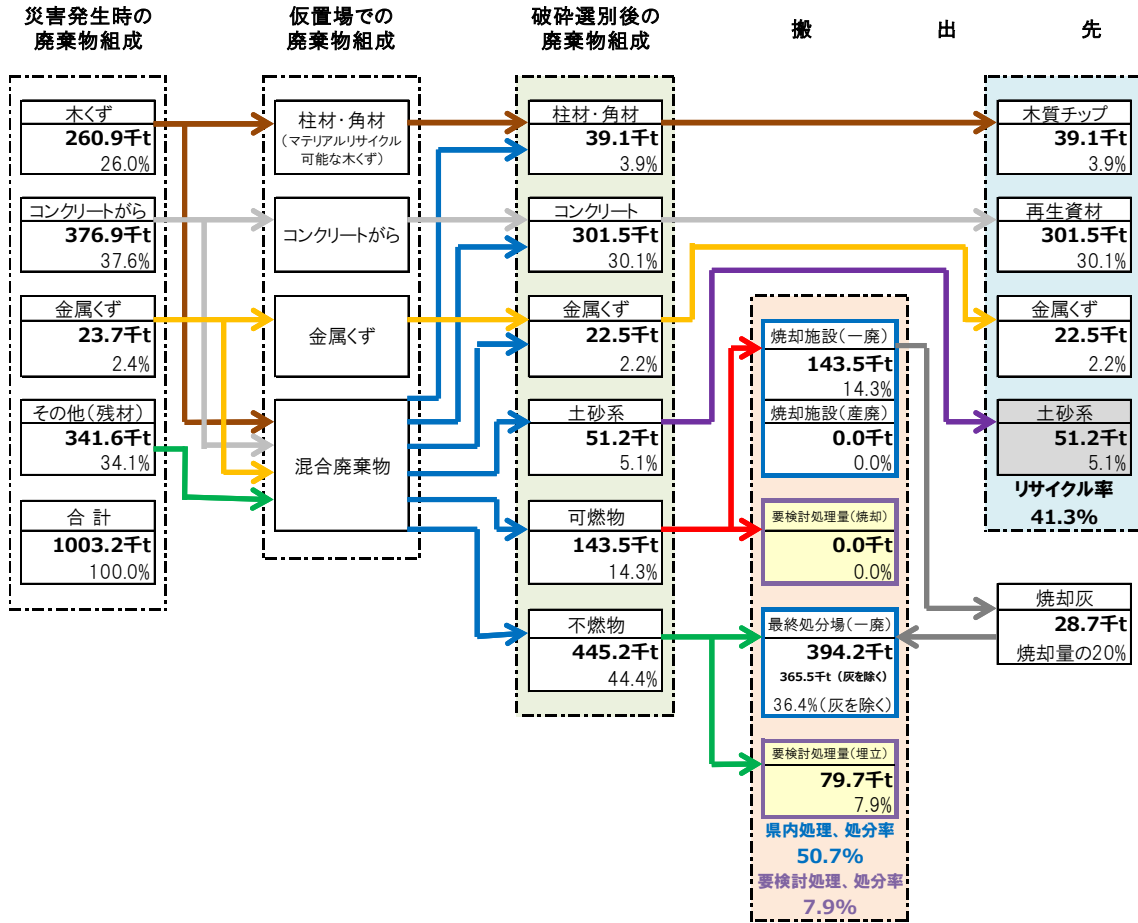 災害発生時の
廃棄物組成
仮置場での
廃棄物組成
破砕選別後の
廃棄物組成
搬 出 先
木くず
260.9千t
26.0%
コンクリートがら
376.9千t
37.6%
金属くず
23.7千t
2.4%
その他(残材)
341.6千t
34.1%
合 計
1003.2千t
100.0%
柱材・角材
(マテリアルリサイクル
可能な木くず)
コンクリートがら
金属くず
混合廃棄物
柱材・角材
39.1千t
3.9%
コンクリート
301.5千t
30.1%
金属くず
22.5千t
2.2%
土砂系
51.2千t
5.1%
可燃物
143.5千t
14.3%
不燃物
445.2千t
44.4%
焼却施設(一廃)
143.5千t
14.3%
焼却施設(産廃)
0.0千t
0.0%
要検討処理量(焼却)
0.0千t
0.0%
最終処分場(一廃)
394.2千t
365.5千t (灰を除く)
36.4%(灰を除く)
要検討処理量(埋立)
79.7千t
7.9%
県内処理、処分率
50.7%
要検討処理、処分率
7.9%
木質チップ
39.1千t
3.9%
再生資材
301.5千t
30.1%
金属くず
22.5千t
2.2%
土砂系
51.2千t
5.1%
リサイクル率
41.3%
焼却灰
28.7千t
焼却量の20%